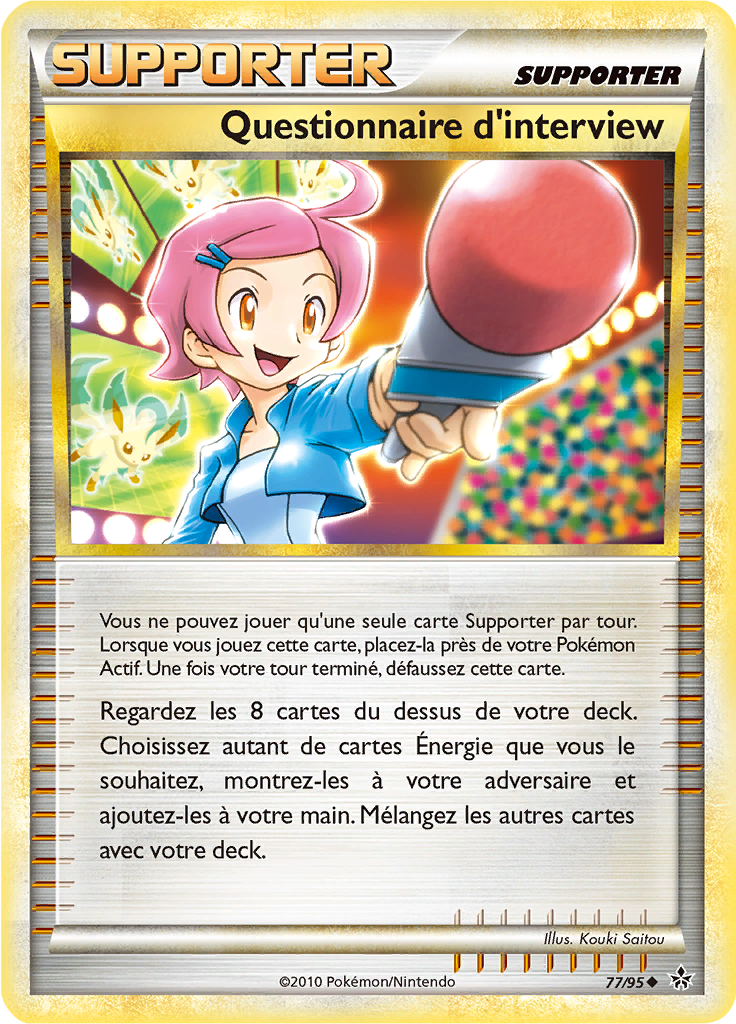 SUPPORTER
SUPPORTER
Questionnaire d'interview
Vous ne pouvez jouer qu'une seule carte Supporter par tour.
Lorsque vous jouez cette carte, placez-la près de votre Pokémon
Actif. Une fois votre tour terminé, défaussez cette carte.
Regardez les 8 cartes du dessus de votre deck.
Choisissez autant de cartes Énergie que vous le
souhaitez, montrez-les à votre adversaire et
ajoutez-les à votre main. Mélangez les autres cartes
avec votre deck.
Illus. Kouki Saitou
©2010 Pokémon/Nintendo
77/95